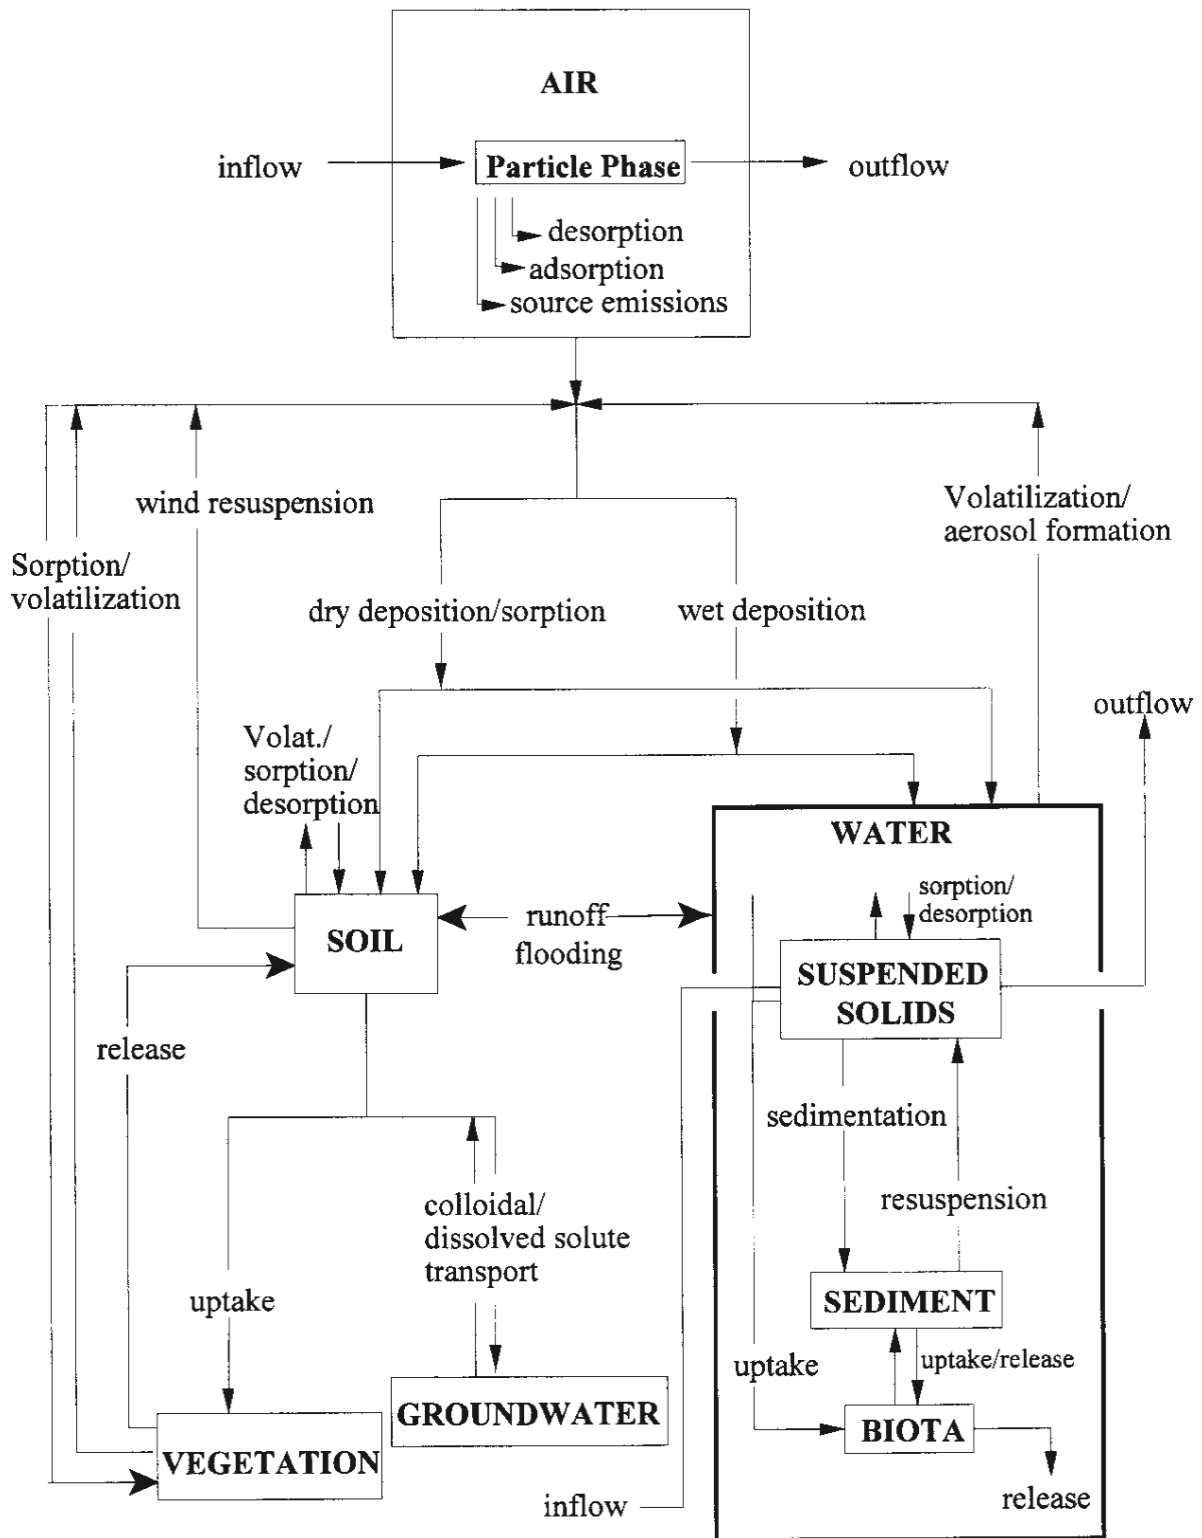 AIR
inflow
Particle Phase
outflow
desorption
adsorption
source emissions
wind resuspension
Volatilization/
aerosol formation
Sorption/
volatilization
dry deposition/sorption
wet deposition
outflow
Volat./
sorption/
desorption
WATER
sorption/
desorption
SOIL
runoff
flooding
SUSPENDED
SOLIDS
release
sedimentation
resuspension
colloidal/
dissolved solute
transport
uptake
SEDIMENT
uptake
uptake/release
GROUNDWATER
BIOTA
VEGETATION
inflow
release